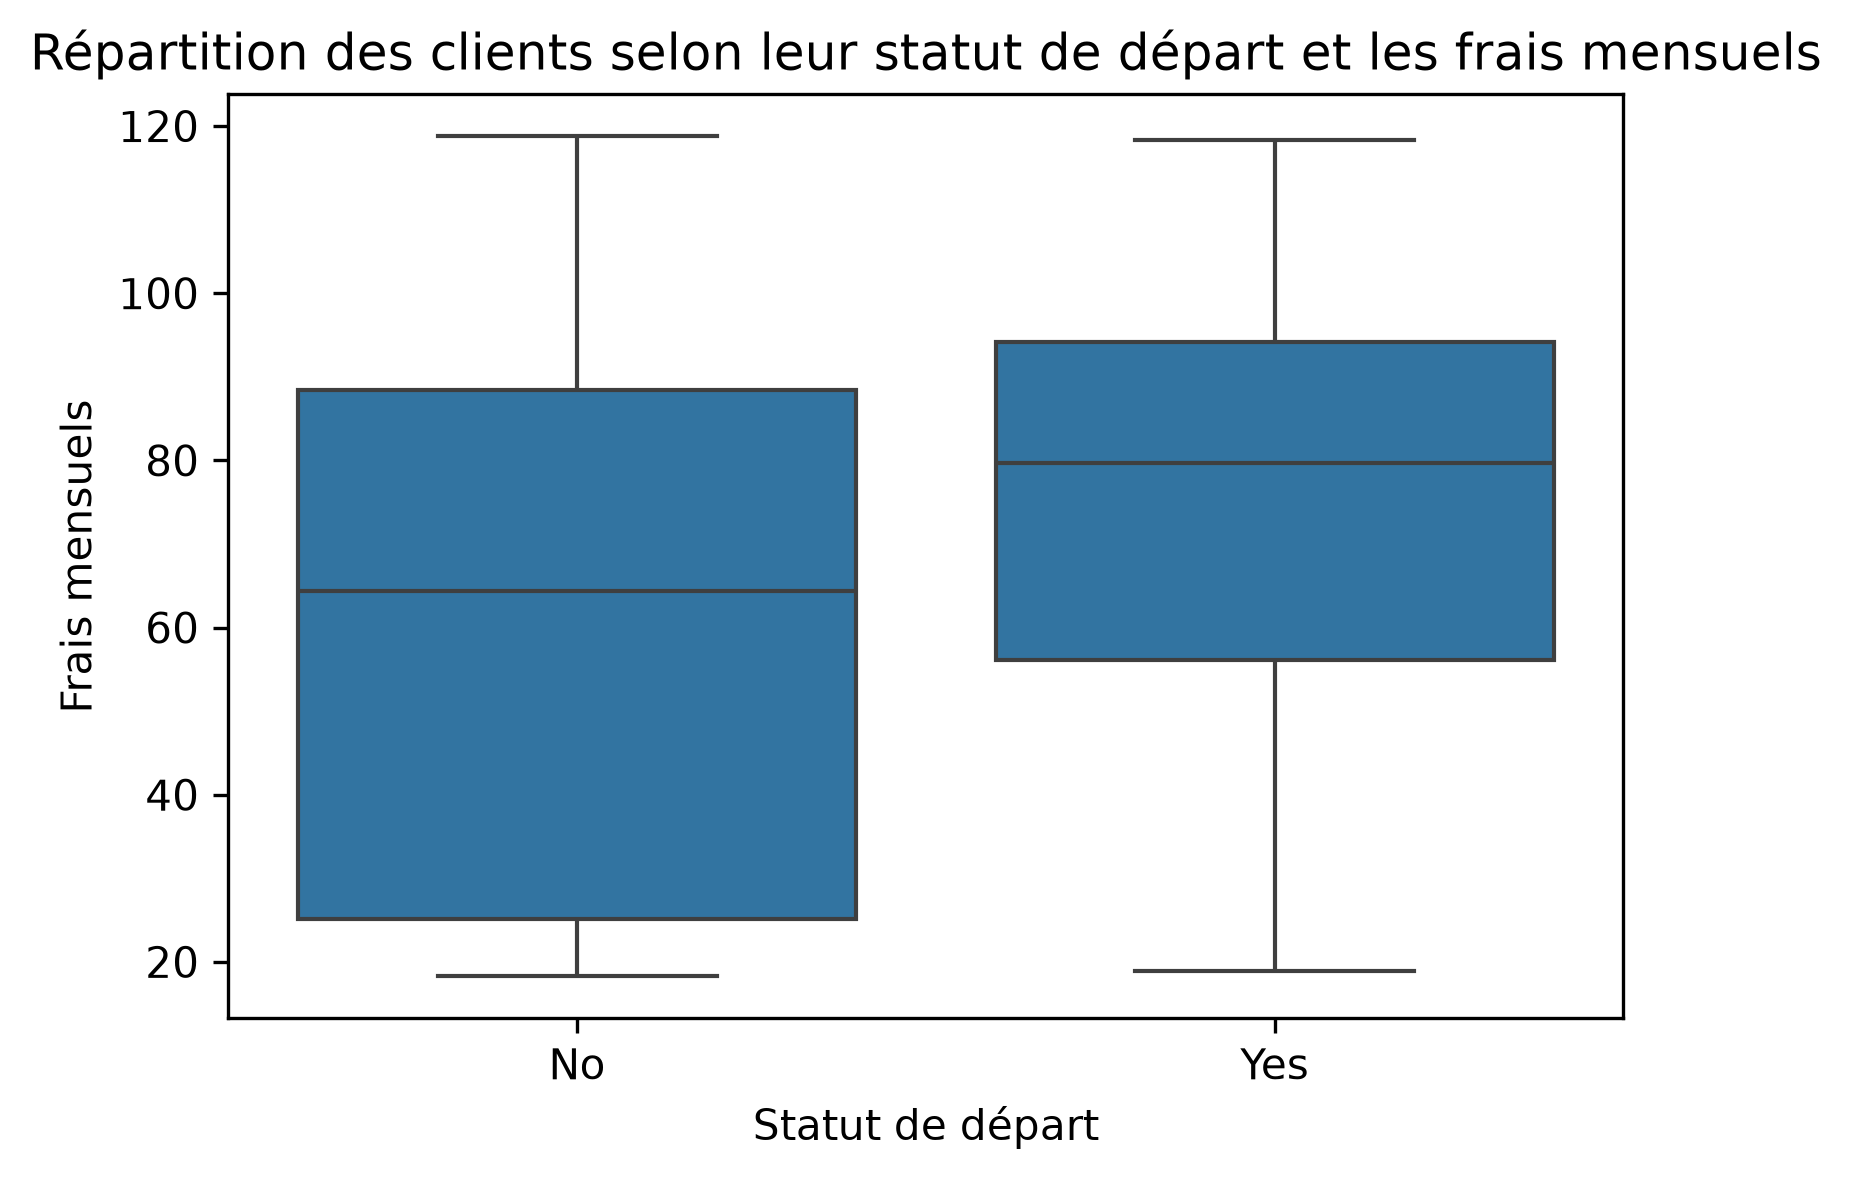 Répartition des clients selon leur statut de départ et les frais mensuels
120
100
80
60
40
20
Frais mensuels
No
Yes
Statut de départ